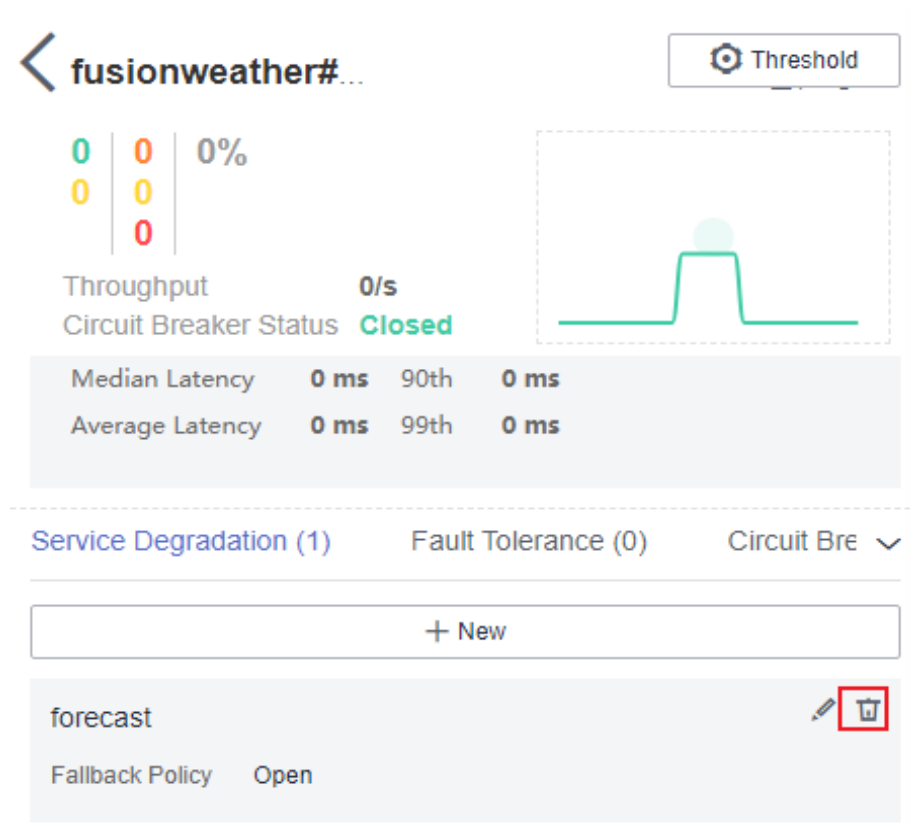 fusionweather#...
Threshold
0 0 0%
0 0
0
Throughput 0/s
Circuit Breaker Status Closed
Median Latency 0 ms 90th 0 ms
Average Latency 0 ms 99th 0 ms
Service Degradation (1) Fault Tolerance (0) Circuit Bre
+ New
forecast
Fallback Policy Open